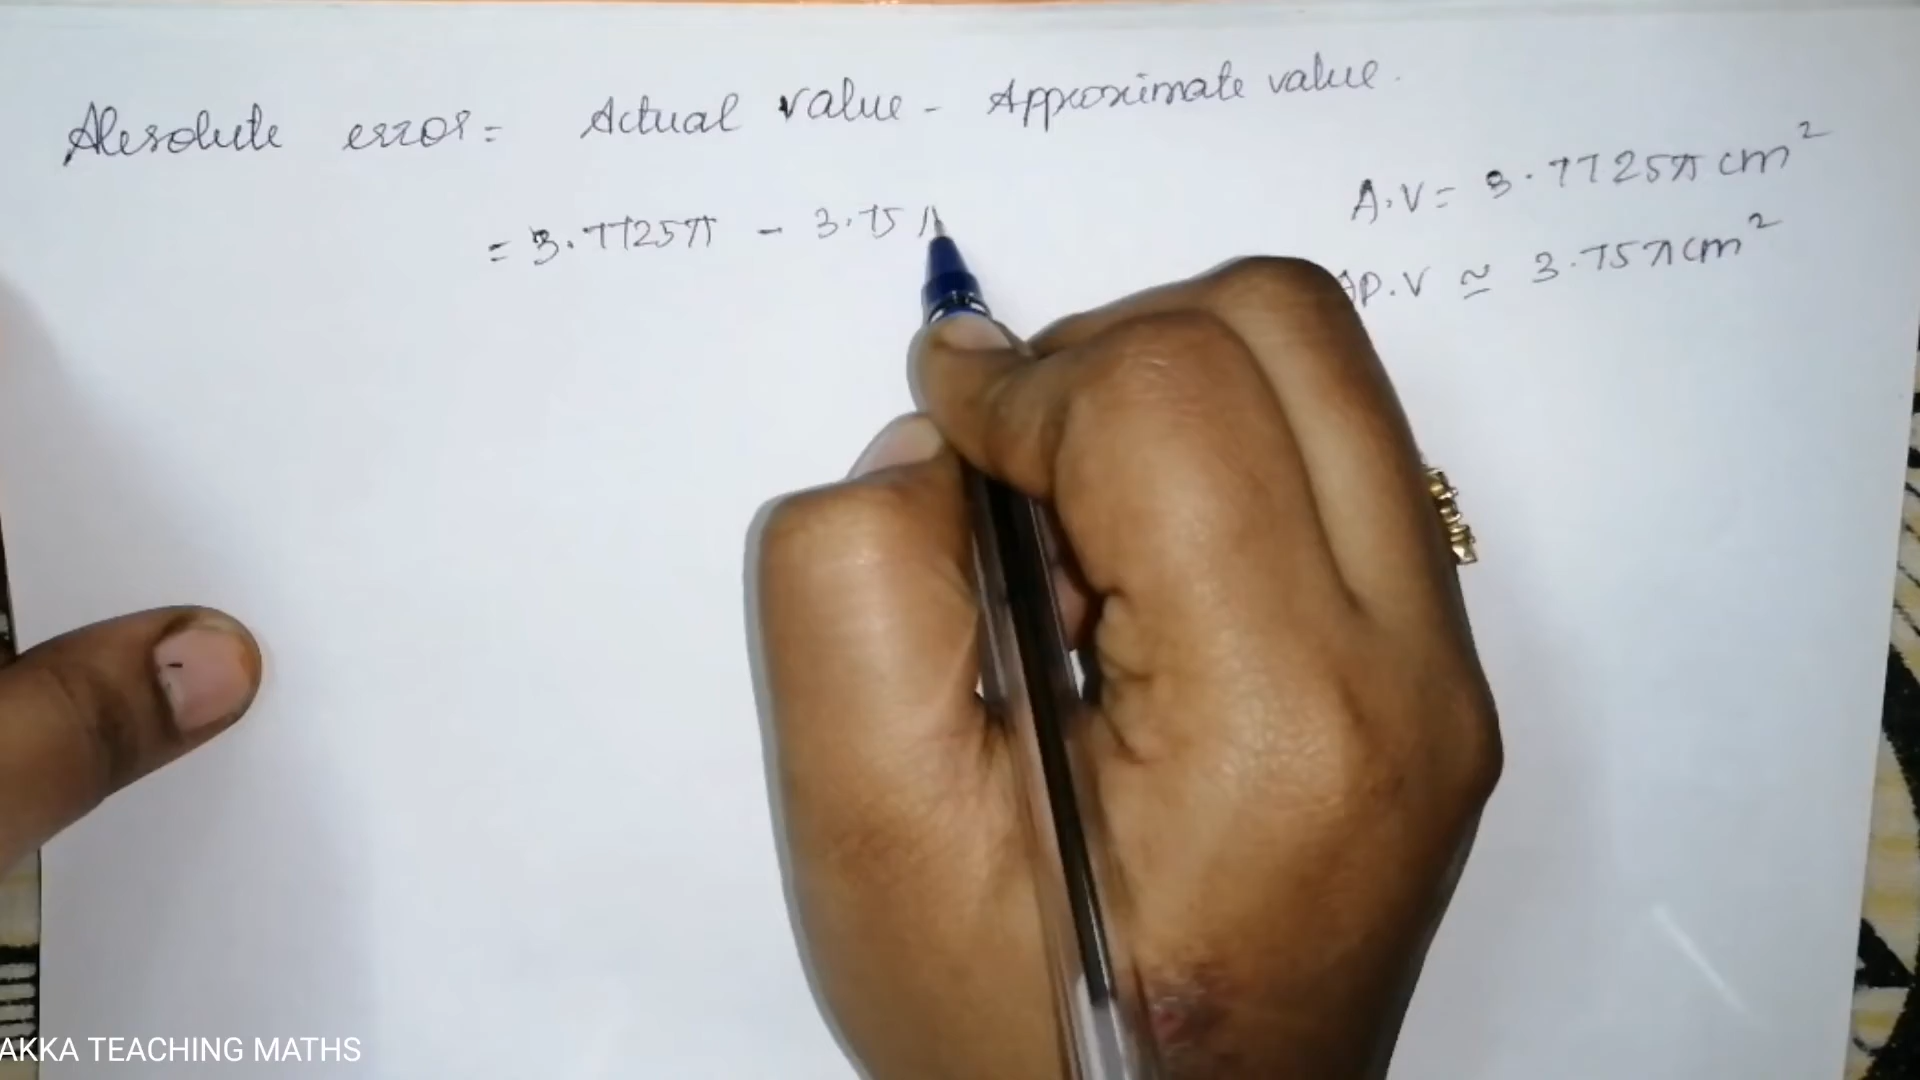 Absolute error = Actual value - Approximate value.
= 3.7725π - 3.75π
A.V = 3.7725π cm²
AP.V ≃ 3.75π cm²
AKKA TEACHING MATHS